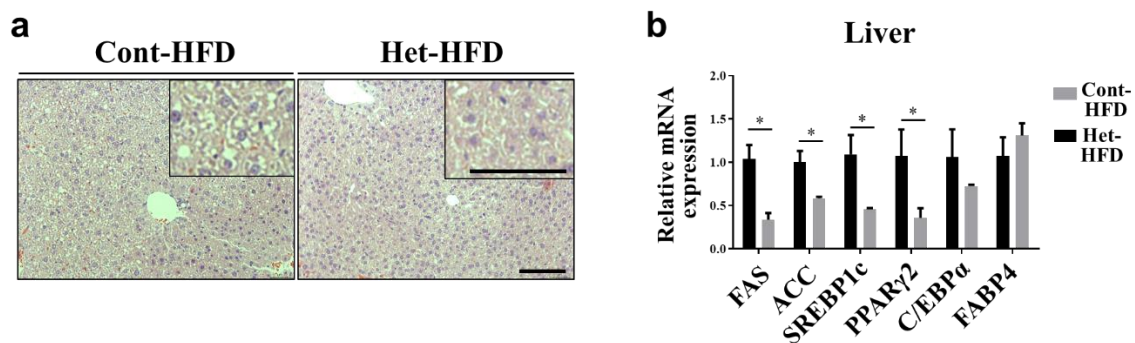 a
Cont-HFD
Het-HFD
b
Liver
Relative mRNA
expression
2.0
1.5
1.0
0.5
0.0
*
*
*
*
FAS
ACC
SREBP1c
PPARγ2
C/EBPα
FABP4
Cont-
HFD
Het-
HFD